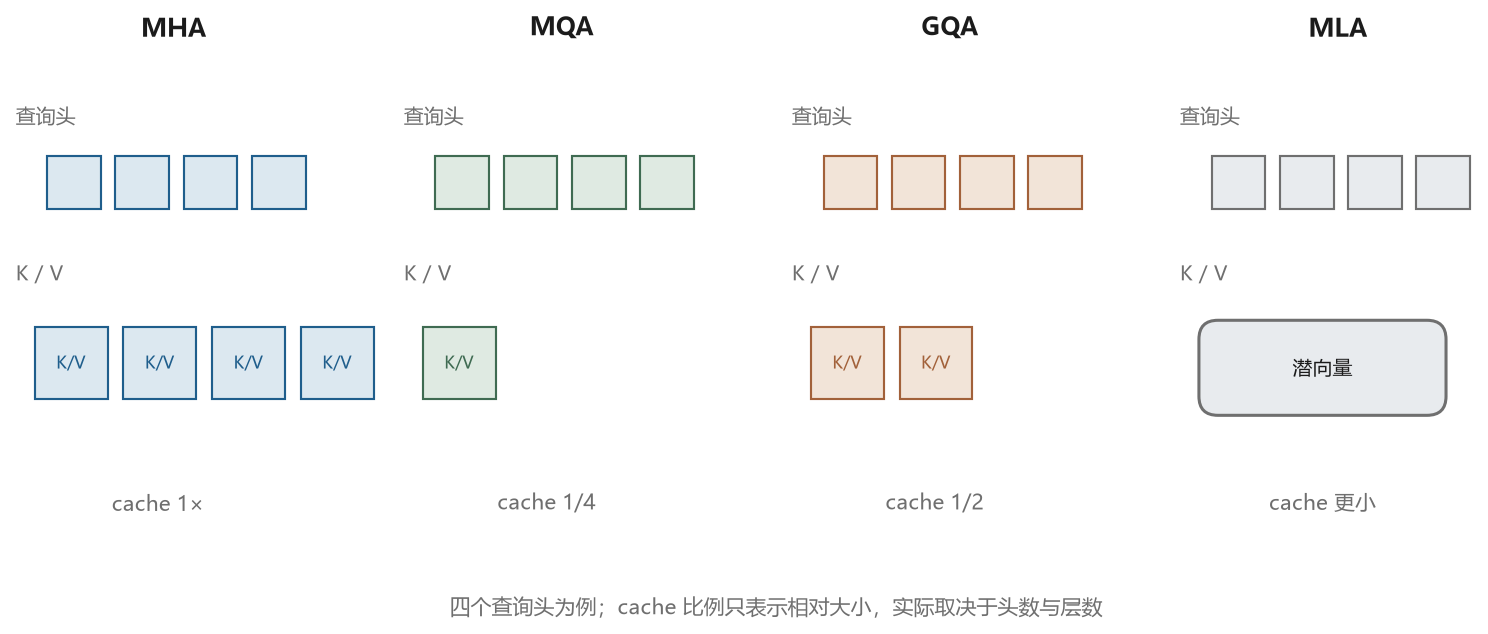 MHA
MQA
GQA
MLA
查询头
查询头
查询头
查询头
K / V
K / V
K / V
K / V
K/V
K/V
K/V
K/V
K/V
K/V
K/V
潜向量
cache 1×
cache 1/4
cache 1/2
cache 更小
四个查询头为例；cache 比例只表示相对大小，实际取决于头数与层数